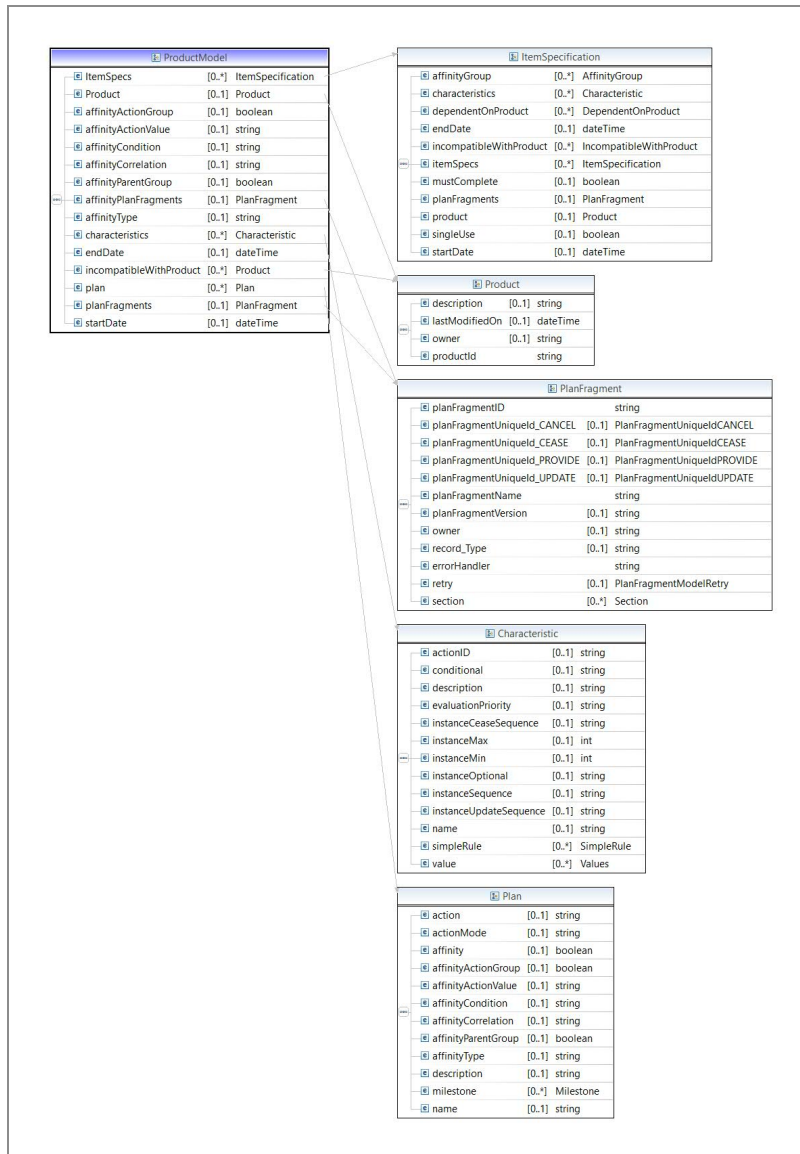 ProductModel
ItemSpecs [0..*] ItemSpecification
Product [0..1] Product
affinityActionGroup [0..1] boolean
affinityActionValue [0..1] string
affinityCondition [0..1] string
affinityCorrelation [0..1] string
affinityParentGroup [0..1] boolean
affinityPlanFragments [0..1] PlanFragment
affinityType [0..1] string
characteristics [0..*] Characteristic
endDate [0..1] dateTime
incompatibleWithProduct [0..*] Product
plan [0..*] Plan
planFragments [0..1] PlanFragment
startDate [0..1] dateTime
ItemSpecification
affinityGroup [0..*] AffinityGroup
characteristics [0..*] Characteristic
dependentOnProduct [0..*] DependentOnProduct
endDate [0..1] dateTime
incompatibleWithProduct [0..*] IncompatibleWithProduct
itemSpecs [0..*] ItemSpecification
mustComplete [0..1] boolean
planFragments [0..1] PlanFragment
product [0..1] Product
singleUse [0..1] boolean
startDate [0..1] dateTime
Product
description [0..1] string
lastModifiedOn [0..1] dateTime
owner [0..1] string
productId string
PlanFragment
planFragmentID string
planFragmentUniqueId_CANCEL [0..1] PlanFragmentUniqueIdCANCEL
planFragmentUniqueId_CEASE [0..1] PlanFragmentUniqueIdCEASE
planFragmentUniqueId_PROVIDE [0..1] PlanFragmentUniqueIdPROVIDE
planFragmentUniqueId_UPDATE [0..1] PlanFragmentUniqueIdUPDATE
planFragmentName string
planFragmentVersion [0..1] string
owner [0..1] string
record_Type [0..1] string
errorHandler string
retry [0..1] PlanFragmentModelRetry
section [0..*] Section
Characteristic
actionID [0..1] string
conditional [0..1] string
description [0..1] string
evaluationPriority [0..1] string
instanceCeaseSequence [0..1] string
instanceMax [0..1] int
instanceMin [0..1] int
instanceOptional [0..1] string
instanceSequence [0..1] string
instanceUpdateSequence [0..1] string
name [0..1] string
simpleRule [0..*] SimpleRule
value [0..*] Values
Plan
action [0..1] string
actionMode [0..1] string
affinity [0..1] boolean
affinityActionGroup [0..1] boolean
affinityActionValue [0..1] string
affinityCondition [0..1] string
affinityCorrelation [0..1] string
affinityParentGroup [0..1] boolean
affinityType [0..1] string
description [0..1] string
milestone [0..*] Milestone
name [0..1] string